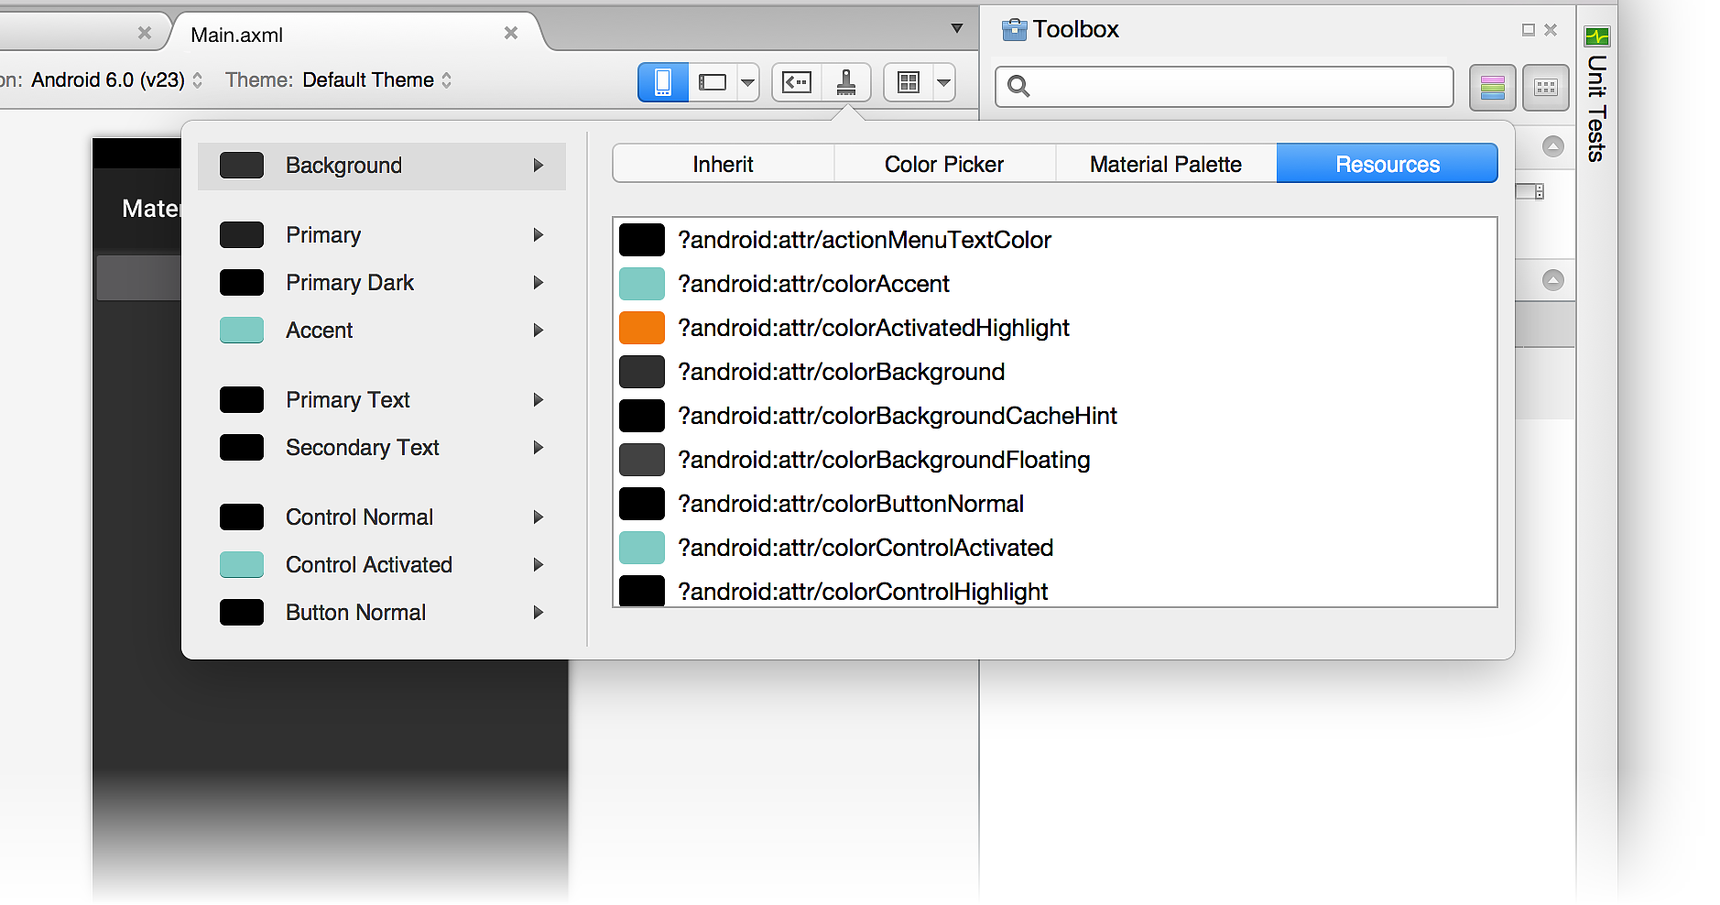 Main.axml
Toolbox
on: Android 6.0 (v23) Theme: Default Theme
Unit Tests
Mater
Background
Primary
Primary Dark
Accent
Primary Text
Secondary Text
Control Normal
Control Activated
Button Normal
Inherit Color Picker Material Palette Resources
?android:attr/actionMenuTextColor
?android:attr/colorAccent
?android:attr/colorActivatedHighlight
?android:attr/colorBackground
?android:attr/colorBackgroundCacheHint
?android:attr/colorBackgroundFloating
?android:attr/colorButtonNormal
?android:attr/colorControlActivated
?android:attr/colorControlHighlight